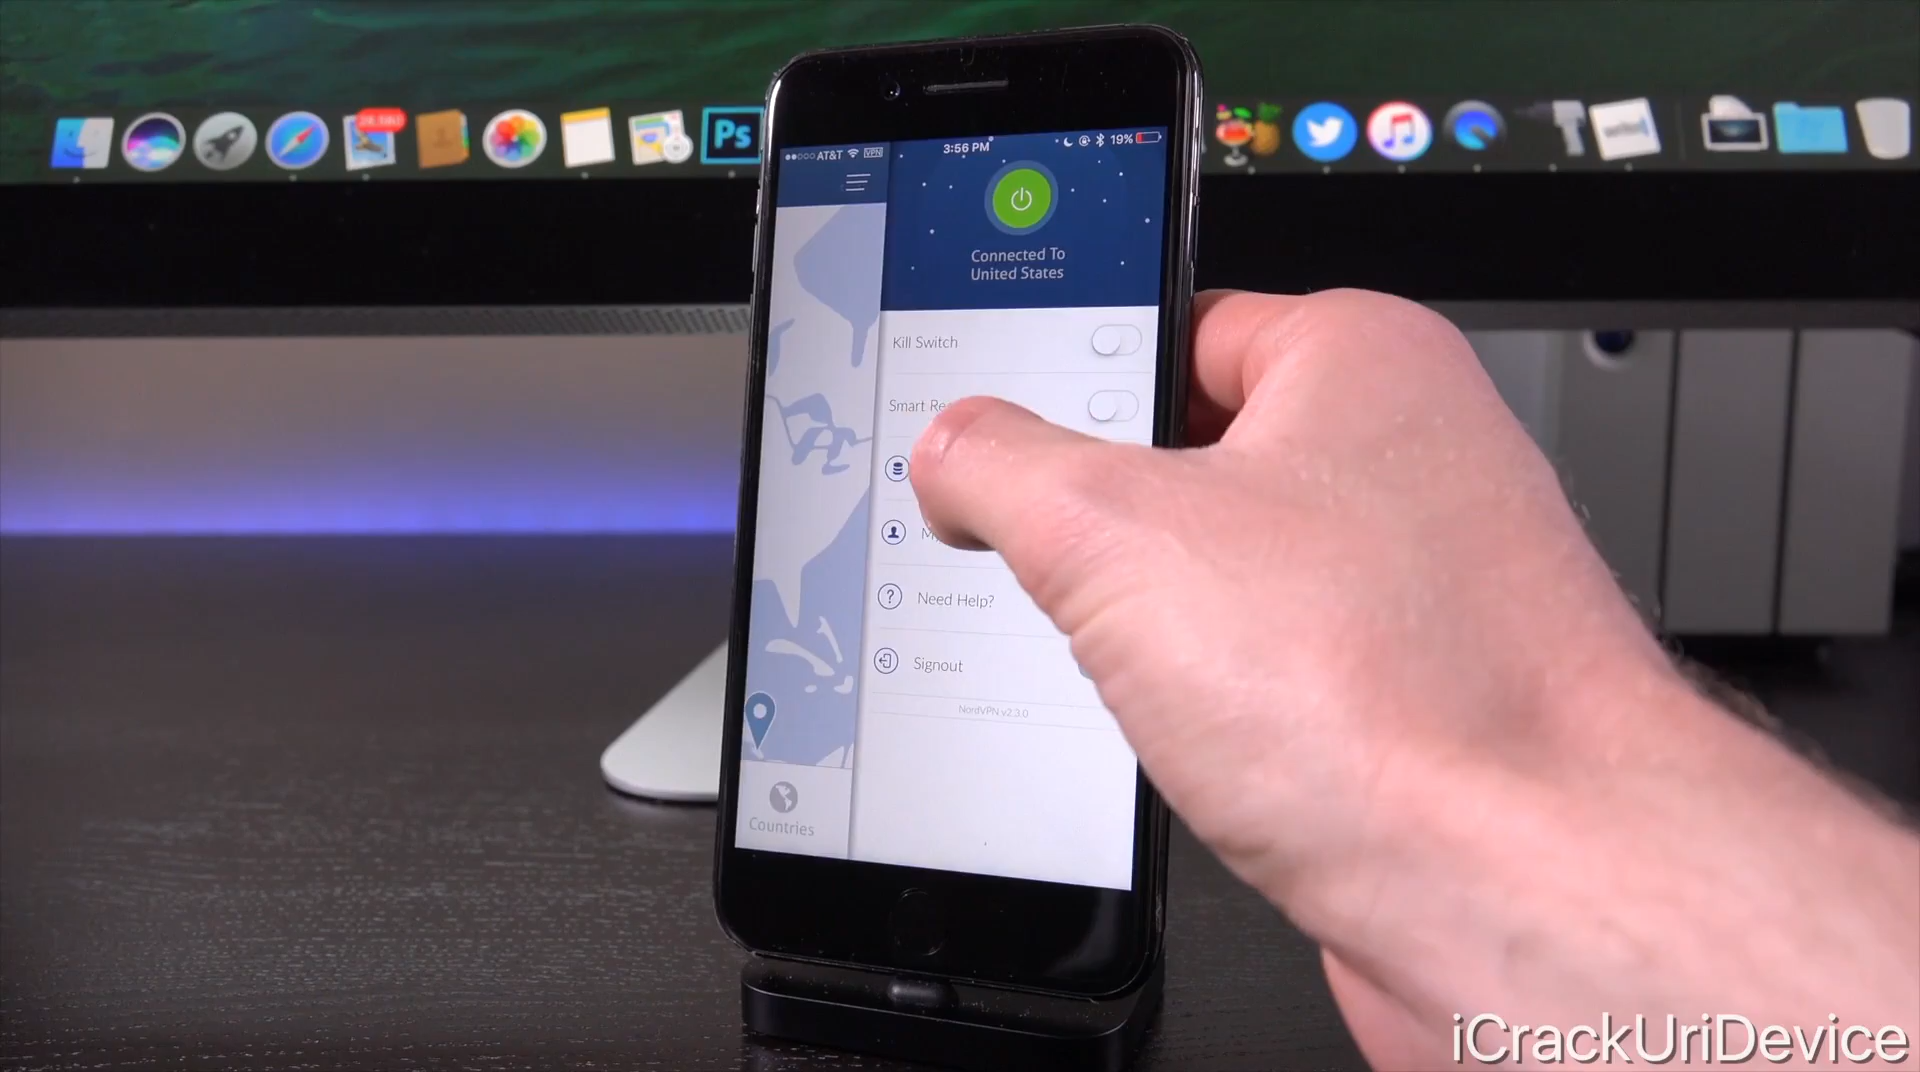 Ps
AT&T VPN
3:56 PM
19%
Connected To
United States
Kill Switch
Smart
Need Help?
Signout
NordVPN v2.3.0
Countries
iCrackUriDevice